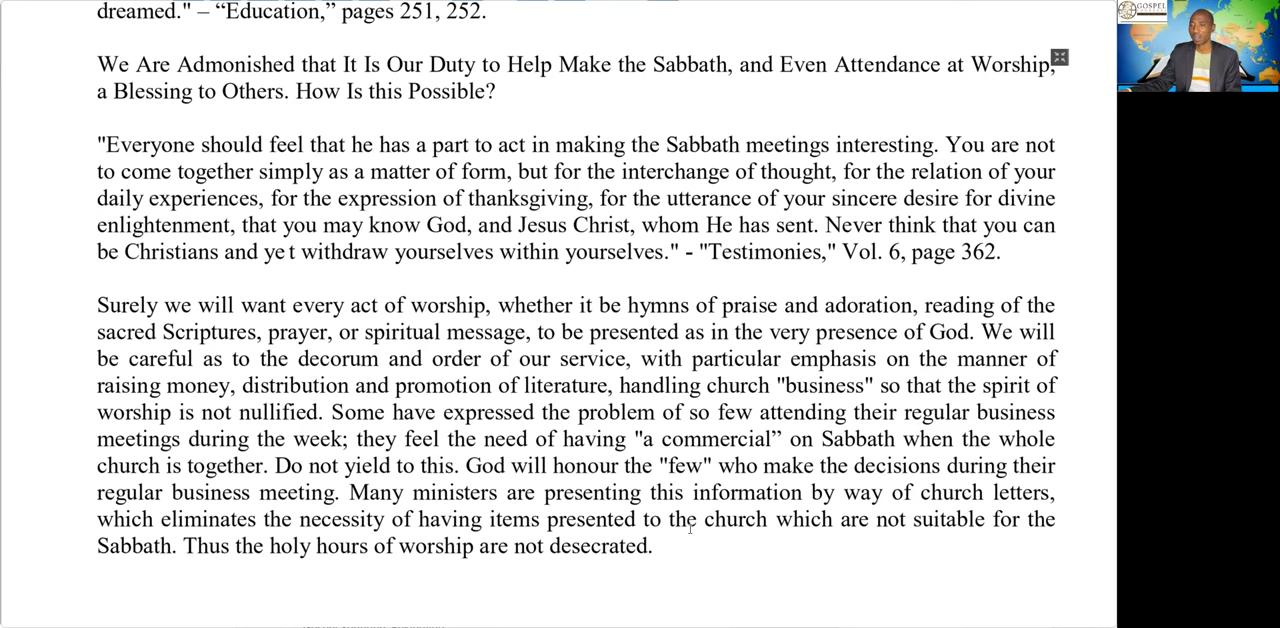 dreamed." – “Education,” pages 251, 252.
We Are Admonished that It Is Our Duty to Help Make the Sabbath, and Even Attendance at Worship,
a Blessing to Others. How Is this Possible?
"Everyone should feel that he has a part to act in making the Sabbath meetings interesting. You are not
to come together simply as a matter of form, but for the interchange of thought, for the relation of your
daily experiences, for the expression of thanksgiving, for the utterance of your sincere desire for divine
enlightenment, that you may know God, and Jesus Christ, whom He has sent. Never think that you can
be Christians and ye t withdraw yourselves within yourselves." - "Testimonies," Vol. 6, page 362.
Surely we will want every act of worship, whether it be hymns of praise and adoration, reading of the
sacred Scriptures, prayer, or spiritual message, to be presented as in the very presence of God. We will
be careful as to the decorum and order of our service, with particular emphasis on the manner of
raising money, distribution and promotion of literature, handling church "business" so that the spirit of
worship is not nullified. Some have expressed the problem of so few attending their regular business
meetings during the week; they feel the need of having "a commercial” on Sabbath when the whole
church is together. Do not yield to this. God will honour the "few" who make the decisions during their
regular business meeting. Many ministers are presenting this information by way of church letters,
which eliminates the necessity of having items presented to the church which are not suitable for the
Sabbath. Thus the holy hours of worship are not desecrated.
GOSPEL